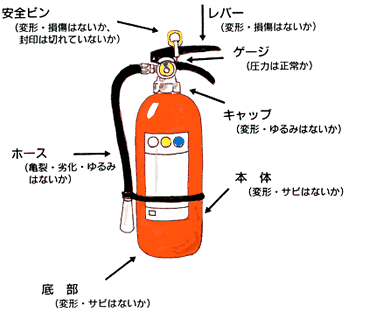 安全ピン
(変形・損傷はないか、
封印は切れていないか)
レバー
(変形・損傷はないか)
ゲージ
(圧力は正常か)
キャップ
(変形・ゆるみはないか)
ホース
(亀裂・劣化・ゆるみ
はないか)
本 体
(変形・サビはないか)
底 部
(変形・サビはないか)